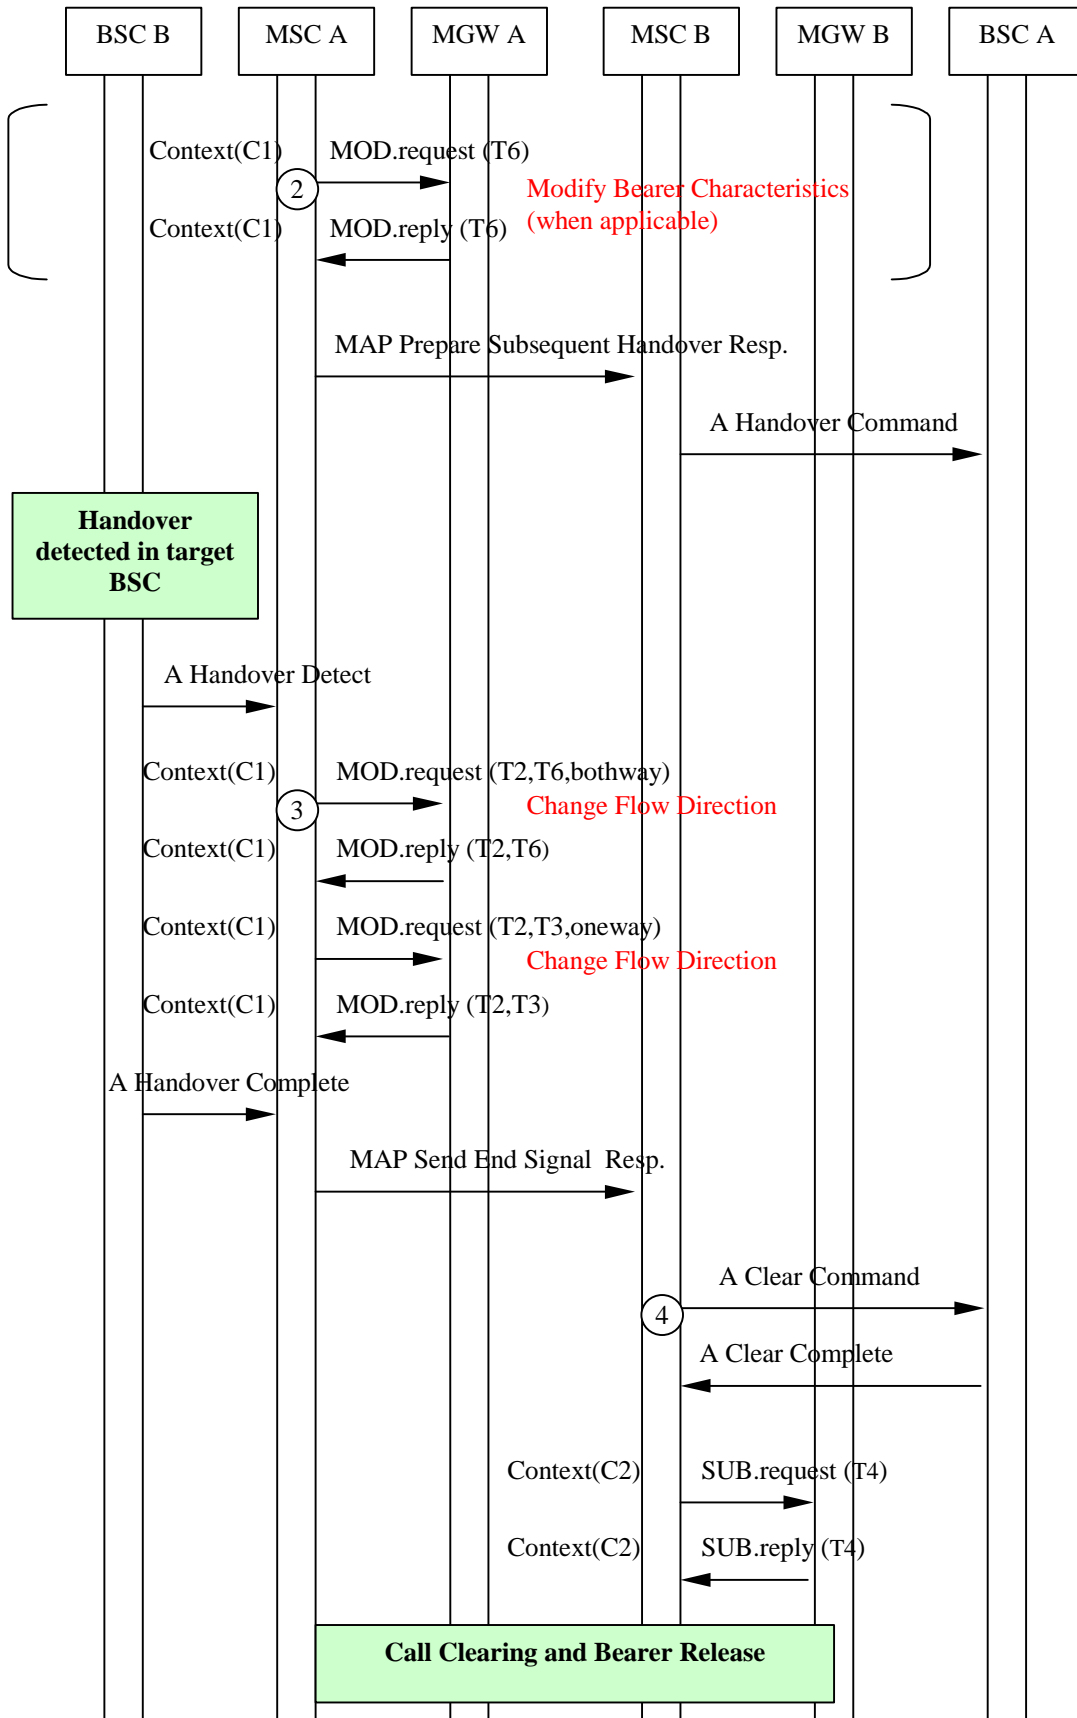 BSC B
MSC A
MGW A
MSC B
MGW B
BSC A
Context(C1)
MOD.request (T6)
2
Modify Bearer Characteristics
(when applicable)
Context(C1)
MOD.reply (T6)
MAP Prepare Subsequent Handover Resp.
A Handover Command
Handover
detected in target
BSC
A Handover Detect
Context(C1)
MOD.request (T2,T6,bothway)
3
Change Flow Direction
Context(C1)
MOD.reply (T2,T6)
Context(C1)
MOD.request (T2,T3,oneway)
Change Flow Direction
Context(C1)
MOD.reply (T2,T3)
A Handover Complete
MAP Send End Signal  Resp.
A Clear Command
4
A Clear Complete
Context(C2)
SUB.request (T4)
Context(C2)
SUB.reply (T4)
Call Clearing and Bearer Release